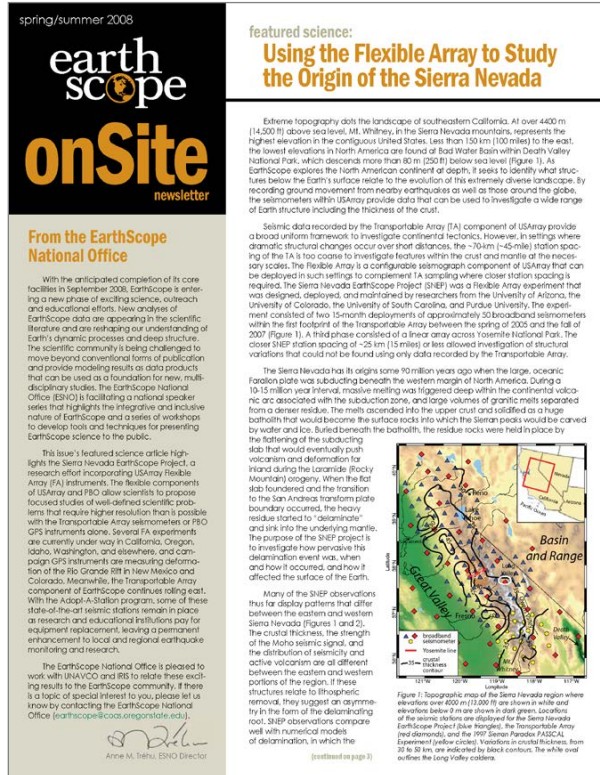 spring/summer 2008
earth
scope
onSite
newsletter
From the EarthScope
National Office
With the anticipated completion of its core
facilities in September 2008, EarthScope is enter-
ing a new phase of exciting science, outreach
and educational efforts. New analyses of
EarthScope data are appearing in the scientific
literature and are reshaping our understanding of
Earth's dynamic processes and deep structure.
The scientific community is being challenged to
move beyond conventional forms of publication
and provide modeling results as data products
that can be used as a foundation for new, multi-
disciplinary studies. The EarthScope National
Office (ESNO) is facilitating a national speaker
series that highlights the integrative and inclusive
nature of EarthScope and a series of workshops
to develop tools and techniques for presenting
EarthScope science to the public.
This issue's featured science article high-
lights the Sierra Nevada EarthScope Project, a
research effort incorporating USArray Flexible
Array (FA) instruments. The flexible components
of USArray and PBO allow scientists to propose
focused studies of well-defined scientific prob-
lems that require higher resolution than is possible
with the Transportable Array seismometers or PBO
GPS instruments alone. Several FA experiments
are currently under way in California, Oregon,
Idaho, Washington, and elsewhere, and cam-
paign GPS instruments are measuring deforma-
tion of the Rio Grande Rift in New Mexico and
Colorado. Meanwhile, the Transportable Array
component of EarthScope continues rolling east.
With the Adopt-A-Station program, some of these
state-of-the-art seismic stations remain in place
as research and educational institutions pay for
equipment replacement, leaving a permanent
enhancement to local and regional earthquake
monitoring and research.
The EarthScope National Office is pleased to
work with UNAVCO and IRIS to relate these excit-
ing results to the EarthScope community. If there
is a topic of special interest to you, please let us
know by contacting the EarthScope National
Office (earthscope@coas.oregonstate.edu).
Anne M. Tréhu, ESNO Director
featured science:
Using the Flexible Array to Study
the Origin of the Sierra Nevada
Extreme topography dots the landscape of southeastern California. At over 4400 m
(14,500 ft) above sea level, Mt. Whitney, in the Sierra Nevada mountains, represents the
highest elevation in the contiguous United States. Less than 150 km (100 miles) to the east,
the lowest elevations in North America are found at Bad Water Basin within Death Valley
National Park, which descends more than 80 m (250 ft) below sea level (Figure 1). As
EarthScope explores the North American continent at depth, it seeks to identify what struc-
tures below the Earth's surface relate to the evolution of this extremely diverse landscape. By
recording ground movement from nearby earthquakes as well as those around the globe,
the seismometers within USArray provide data that can be used to investigate a wide range
of Earth structure including the thickness of the crust.
Seismic data recorded by the Transportable Array (TA) component of USArray provide
a broad uniform framework to investigate continental tectonics. However, in settings where
dramatic structural changes occur over short distances, the ~70-km (~45-mile) station spac-
ing of the TA is too coarse to investigate features within the crust and mantle at the neces-
sary scales. The Flexible Array is a configurable seismograph component of USArray that can
be deployed in such settings to complement TA sampling where closer station spacing is
required. The Sierra Nevada EarthScope Project (SNEP) was a Flexible Array experiment that
was designed, deployed, and maintained by researchers from the University of Arizona, the
University of Colorado, the University of South Carolina, and Purdue University. The experi-
ment consisted of two 15-month deployments of approximately 50 broadband seismometers
within the first footprint of the Transportable Array between the spring of 2005 and the fall of
2007 (Figure 1). A third phase consisted of a linear array across Yosemite National Park. The
closer SNEP station spacing of ~25 km (15 miles) or less allowed investigation of structural
variations that could not be found using only data recorded by the Transportable Array.
The Sierra Nevada has its origins some 90 million years ago when the large, oceanic
Farallon plate was subducting beneath the western margin of North America. During a
10-15 million year interval, massive melting was triggered deep within the continental volca-
nic arc associated with the subduction zone, and large volumes of granitic melts separated
from a denser residue. The melts ascended into the upper crust and solidified as a huge
batholith that would become the surface rocks into which the Sierran peaks would be carved
by water and ice. Buried beneath the batholith, the residue rocks were held in place by
the flattening of the subducting
slab that would eventually push
volcanism and deformation far
inland during the Laramide (Rocky
Mountain) orogeny. When the flat
slab foundered and the transition
to the San Andreas transform plate
boundary occurred, the heavy
residue started to "delaminate"
and sink into the underlying mantle.
The purpose of the SNEP project is
to investigate how pervasive this
delamination event was, when
and how it occurred, and how it
affected the surface of the Earth.
Many of the SNEP observations
thus far display patterns that differ
between the eastern and western
Sierra Nevada (Figures 1 and 2).
The crustal thickness, the strength
of the Moho seismic signal, and
the distribution of seismicity and
active volcanism are all different
between the eastern and western
portions of the region. If these
structures relate to lithospheric
removal, they suggest an asymme-
try in the form of the delaminating
root. SNEP observations compare
well with numerical models
of delamination, in which the
(continued on page 3)
Nevada
California
Arizona
Pacific Ocean
Reno
Lake
Tahoe
Basin
and Range
Great Valley
Fresno
Death
Valley
Whitney
broadband
seismometer
Yosemite line
35
crustal
thickness
contour
Latitude
121°W
120°W
119°W
118°W
117°W
Longitude
Figure 1: Topographic map of the Sierra Nevada region where
elevations over 4000 m (13,000 ft) are shown in white and
elevations below 0 m are shown in dark green. Locations
of the seismic stations are displayed for the Sierra Nevada
EarthScope Project (blue triangles), the Transportable Array
(red diamonds), and the 1997 Sierran Paradox PASSCAL
Experiment (yellow circles). Variations in crustal thickness, from
30 to 50 km, are indicated by black contours. The white oval
outlines the Long Valley caldera.